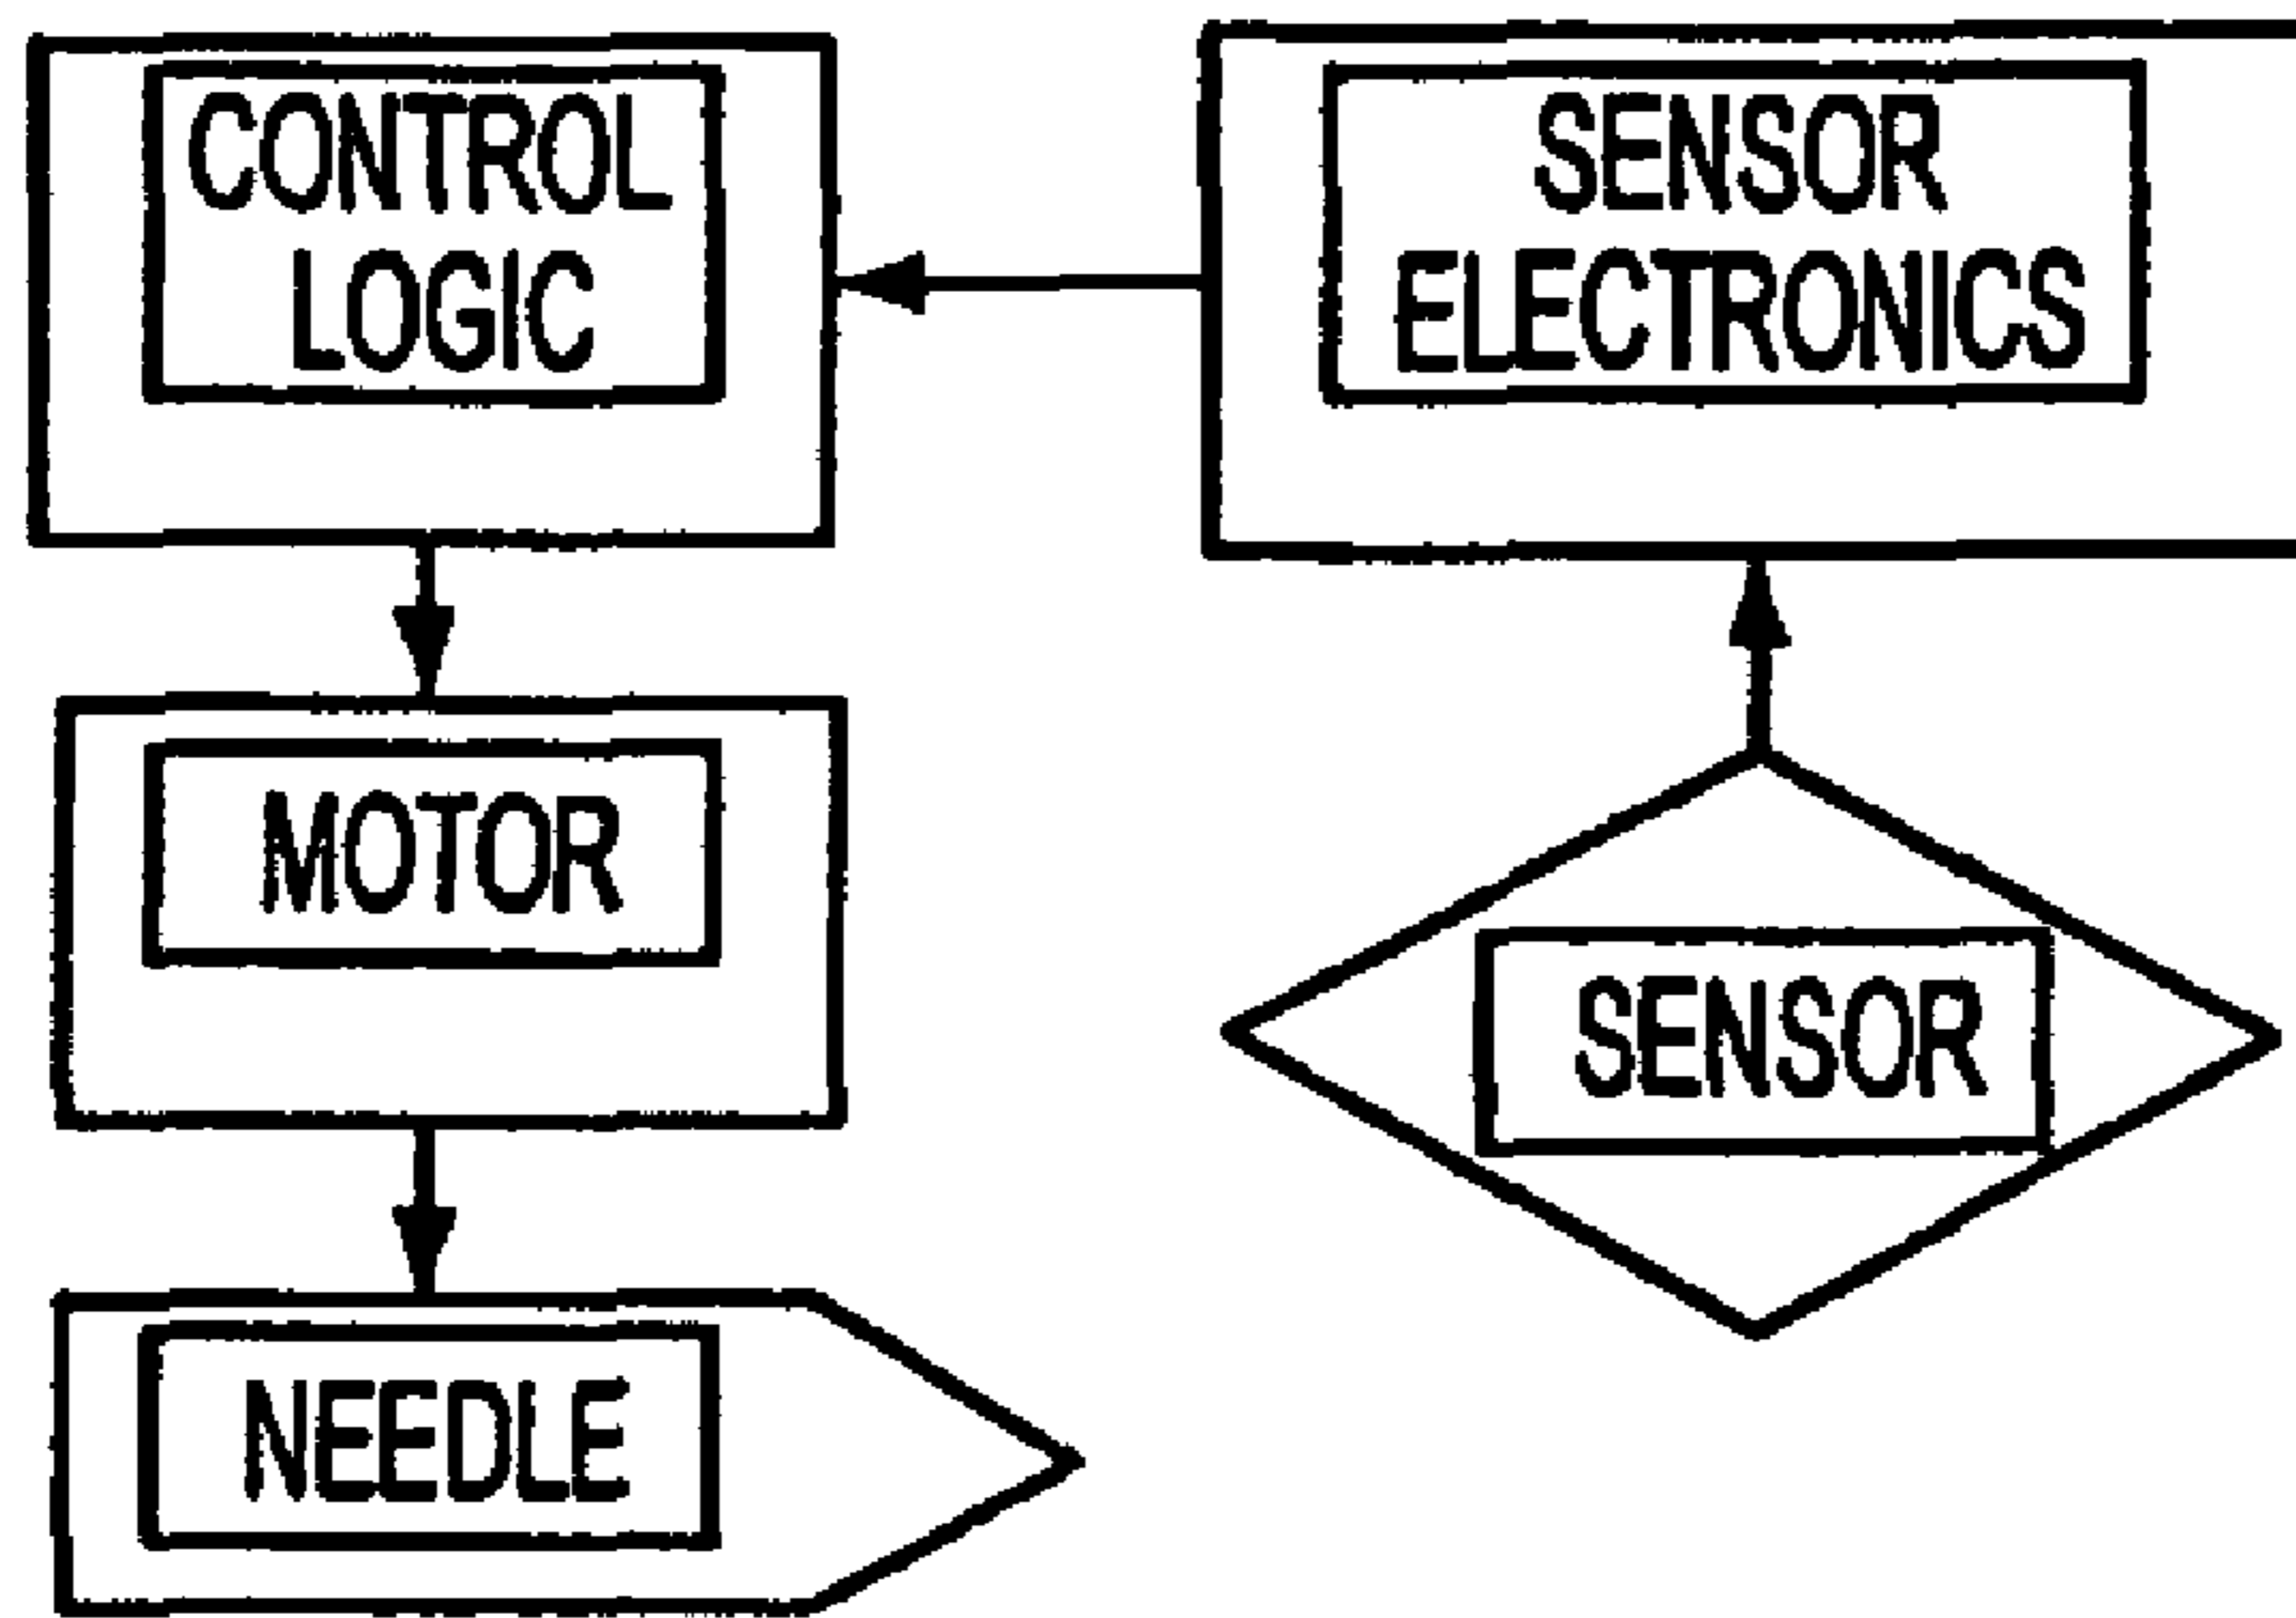 CONTROL
LOGIC
SENSOR
ELECTRONICS
MOTOR
SENSOR
NEEDLE